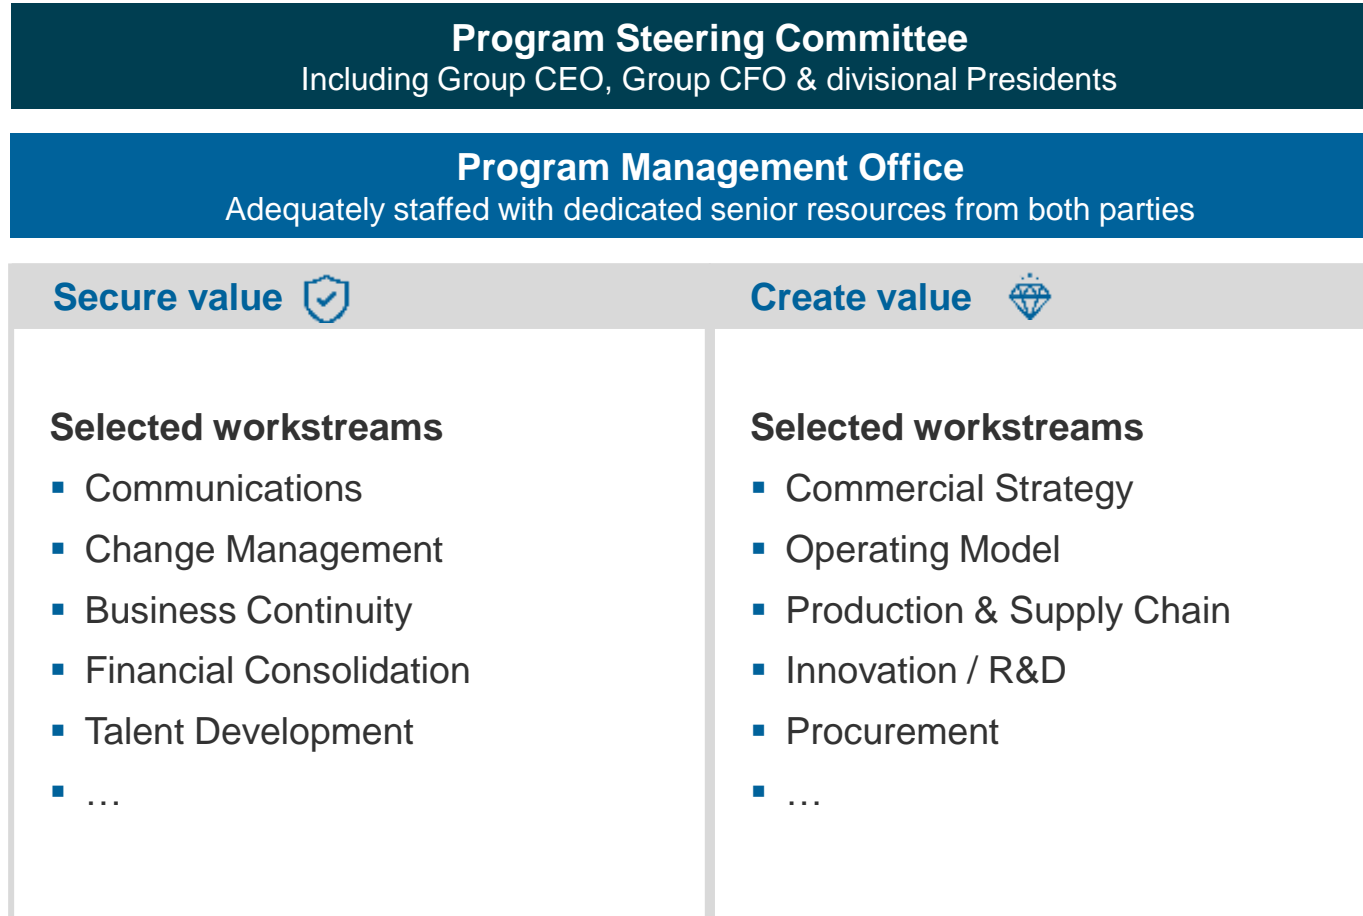 Program Steering Committee
Including Group CEO, Group CFO & divisional Presidents
Program Management Office
Adequately staffed with dedicated senior resources from both parties
Secure value
Selected workstreams
▪ Communications
▪ Change Management
▪ Business Continuity
▪ Financial Consolidation
▪ Talent Development
▪ …
Create value
Selected workstreams
▪ Commercial Strategy
▪ Operating Model
▪ Production & Supply Chain
▪ Innovation / R&D
▪ Procurement
▪ …